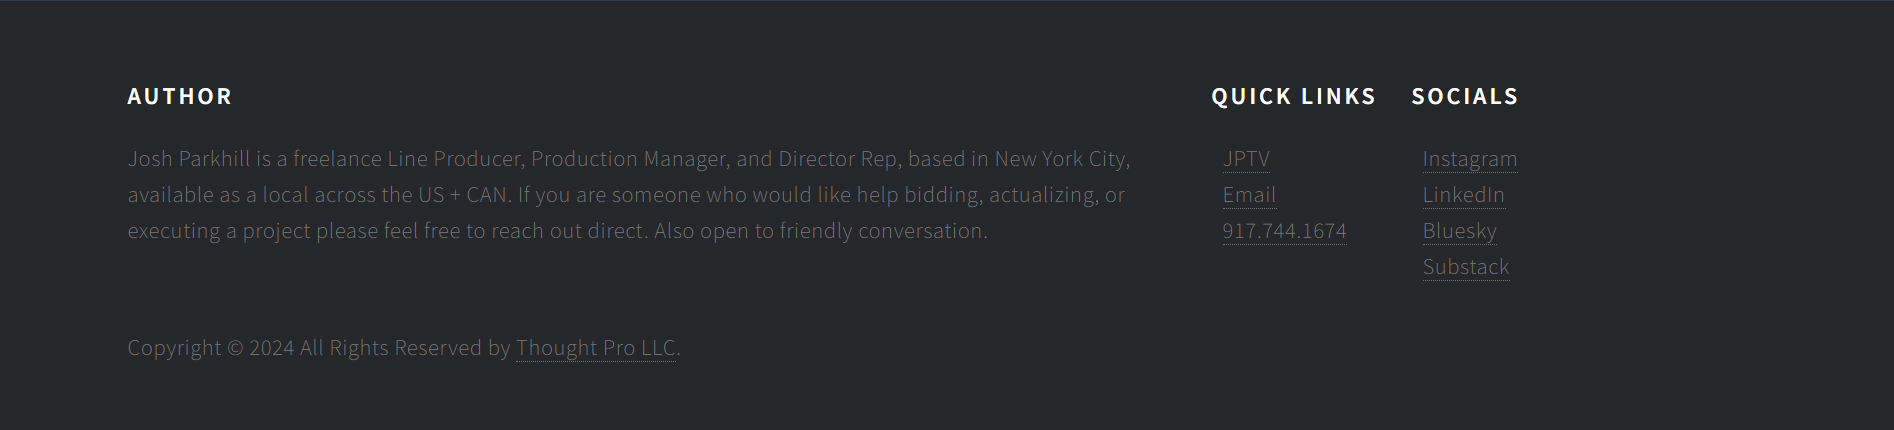 AUTHOR
Josh Parkhill is a freelance Line Producer, Production Manager, and Director Rep, based in New York City,
available as a local across the US + CAN. If you are someone who would like help bidding, actualizing, or
executing a project please feel free to reach out direct. Also open to friendly conversation.
QUICK LINKS
JPTV
Email
917.744.1674
SOCIALS
Instagram
LinkedIn
Bluesky
Substack
Copyright © 2024 All Rights Reserved by Thought Pro LLC.